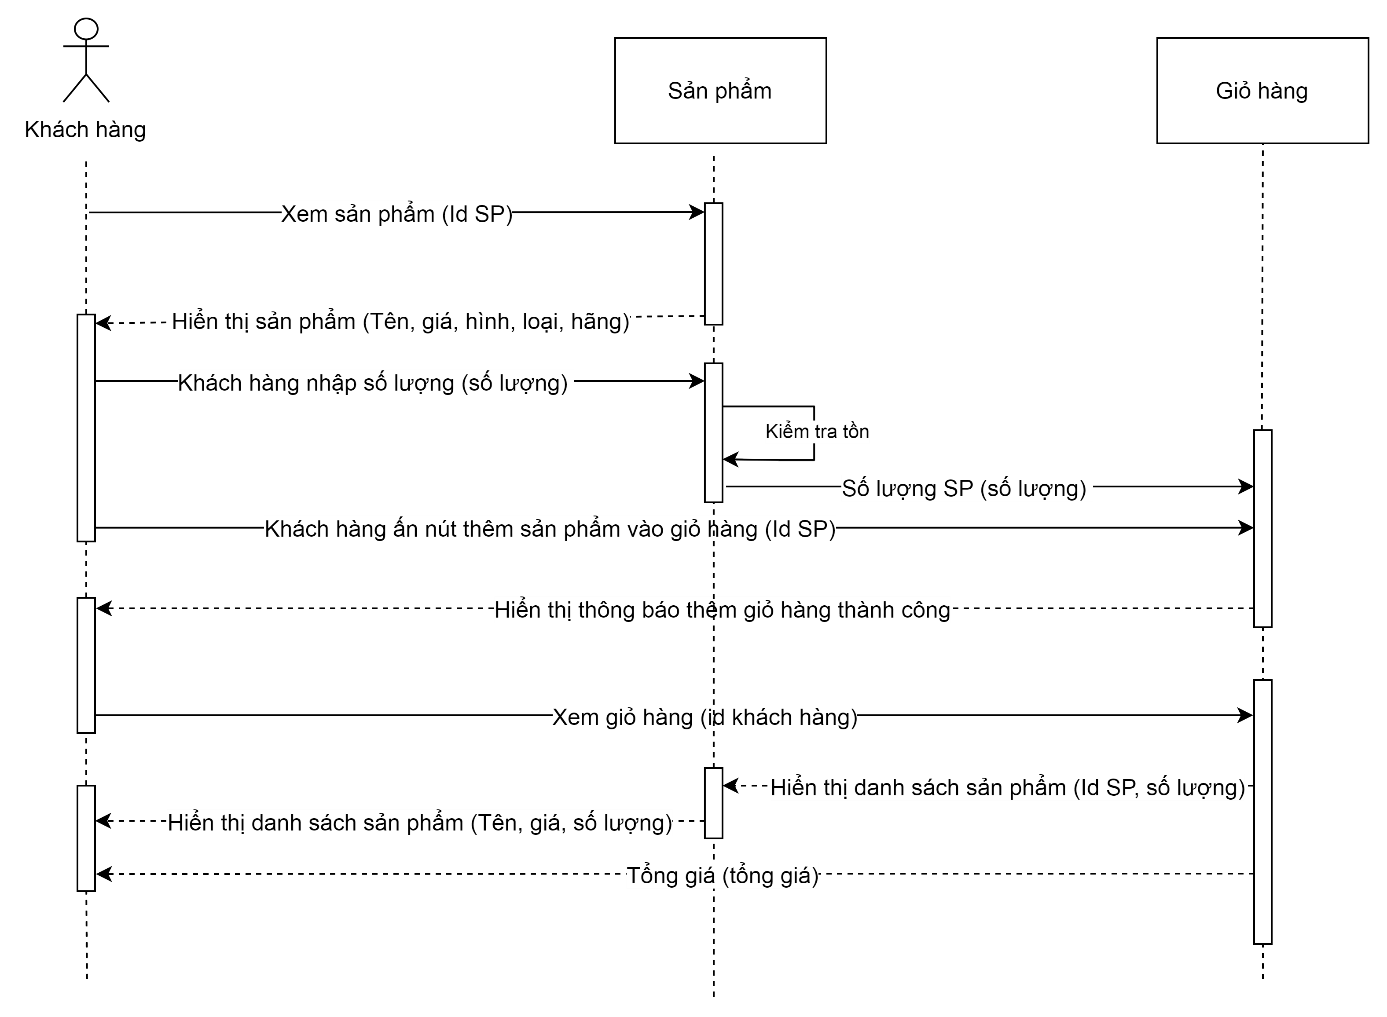 Khách hàng
Sản phẩm
Giỏ hàng
Xem sản phẩm (Id SP)
Hiển thị sản phẩm (Tên, giá, hình, loại, hãng)
Khách hàng nhập số lượng (số lượng)
Kiểm tra tồn
Số lượng SP (số lượng)
Khách hàng ấn nút thêm sản phẩm vào giỏ hàng (Id SP)
Hiển thị thông báo thêm giỏ hàng thành công
Xem giỏ hàng (id khách hàng)
Hiển thị danh sách sản phẩm (Id SP, số lượng)
Hiển thị danh sách sản phẩm (Tên, giá, số lượng)
Tổng giá (tổng giá)